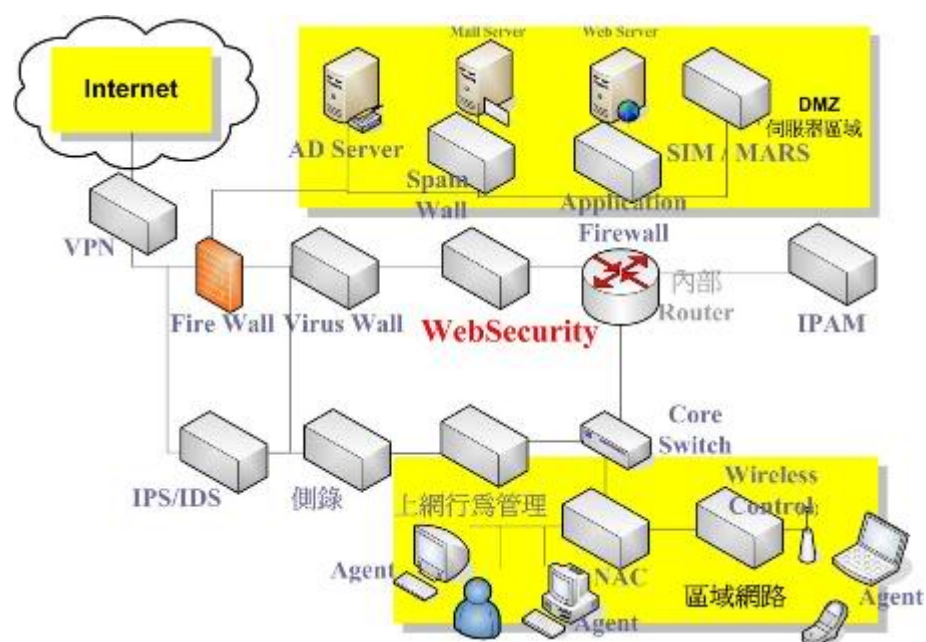 Internet
Mail Server
Web Server
DMZ
伺服器區域
AD Server
SIM / MARS
Spam
Wall
Application
Firewall
VPN
Fire Wall
Virus Wall
WebSecurity
內部
Router
IPAM
Core
Switch
IPS/IDS
側錄
上網行為管理
Wireless
Control
Agent
NAC
Agent
區域網路
Agent